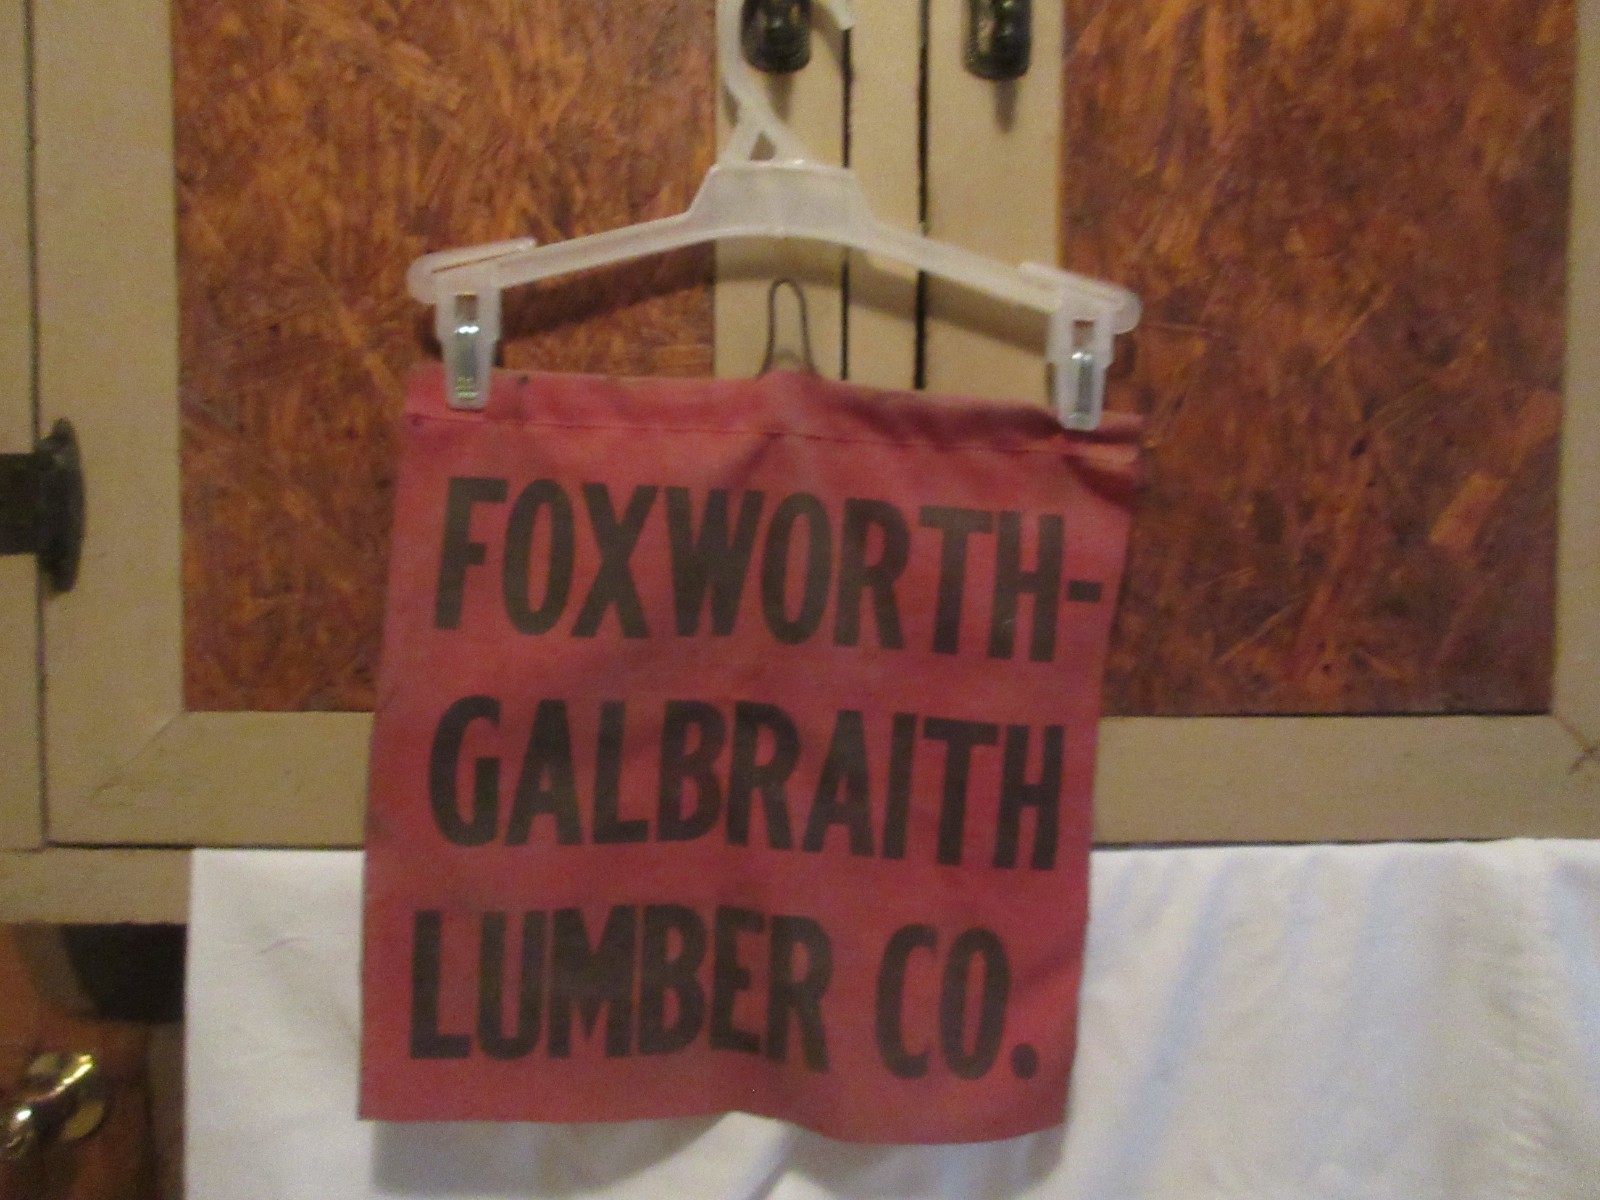 FOXWORTH-
GALBRAITH
LUMBER CO.